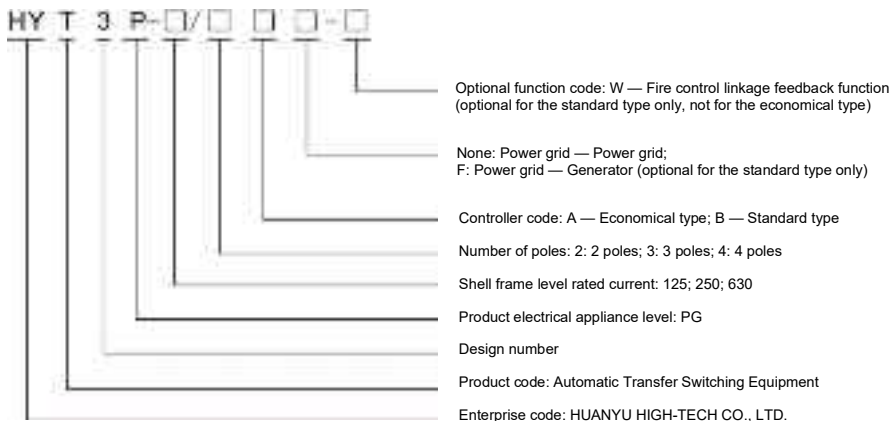 HY T 3 P-□/□ □ □-□
Optional function code: W — Fire control linkage feedback function
(optional for the standard type only, not for the economical type)
None: Power grid — Power grid;
F: Power grid — Generator (optional for the standard type only)
Controller code: A — Economical type; B — Standard type
Number of poles: 2: 2 poles; 3: 3 poles; 4: 4 poles
Shell frame level rated current: 125; 250; 630
Product electrical appliance level: PG
Design number
Product code: Automatic Transfer Switching Equipment
Enterprise code: HUANYU HIGH-TECH CO., LTD.